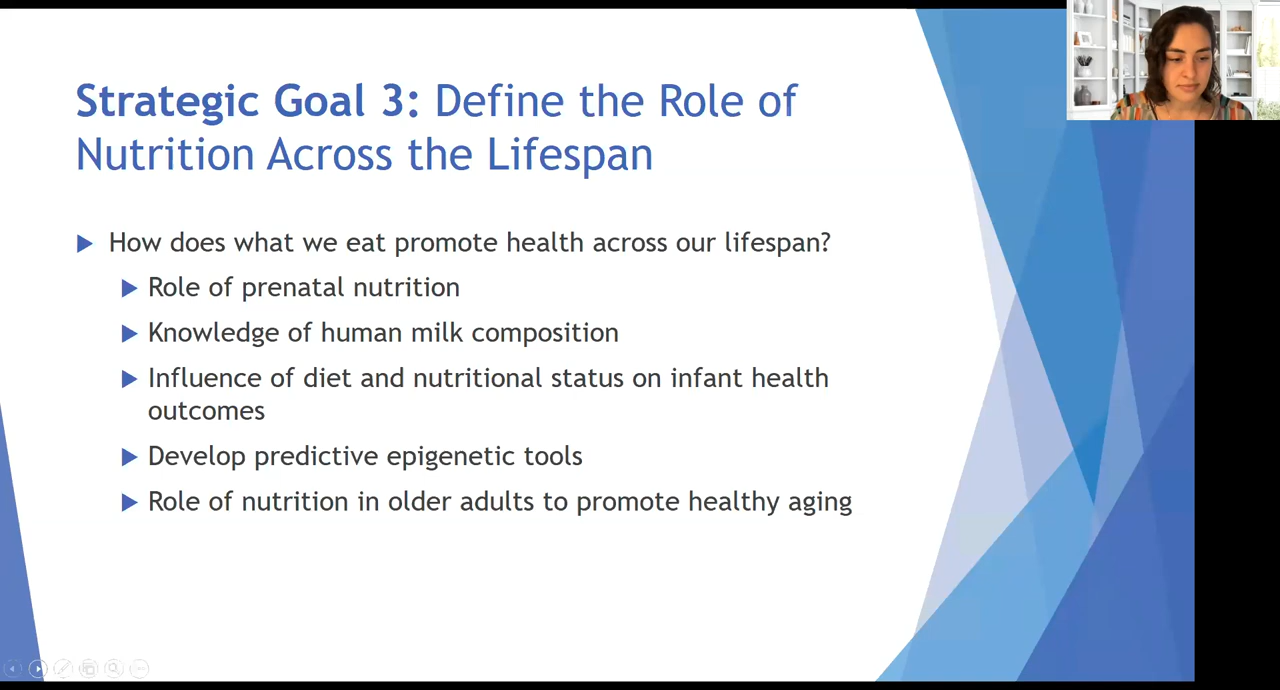 Strategic Goal 3: Define the Role of
Nutrition Across the Lifespan
How does what we eat promote health across our lifespan?
Role of prenatal nutrition
Knowledge of human milk composition
Influence of diet and nutritional status on infant health
outcomes
Develop predictive epigenetic tools
Role of nutrition in older adults to promote healthy aging